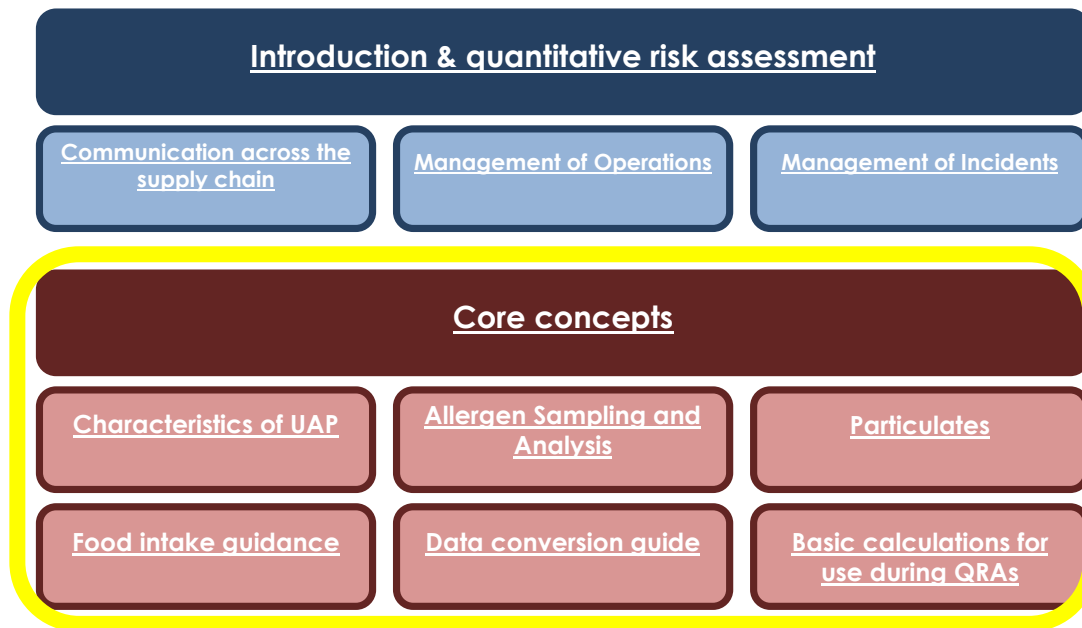 Introduction & quantitative risk assessment
Communication across the
supply chain
Management of Operations
Management of Incidents
Core concepts
Characteristics of UAP
Allergen Sampling and
Analysis
Particulates
Food intake guidance
Data conversion guide
Basic calculations for
use during QRAs